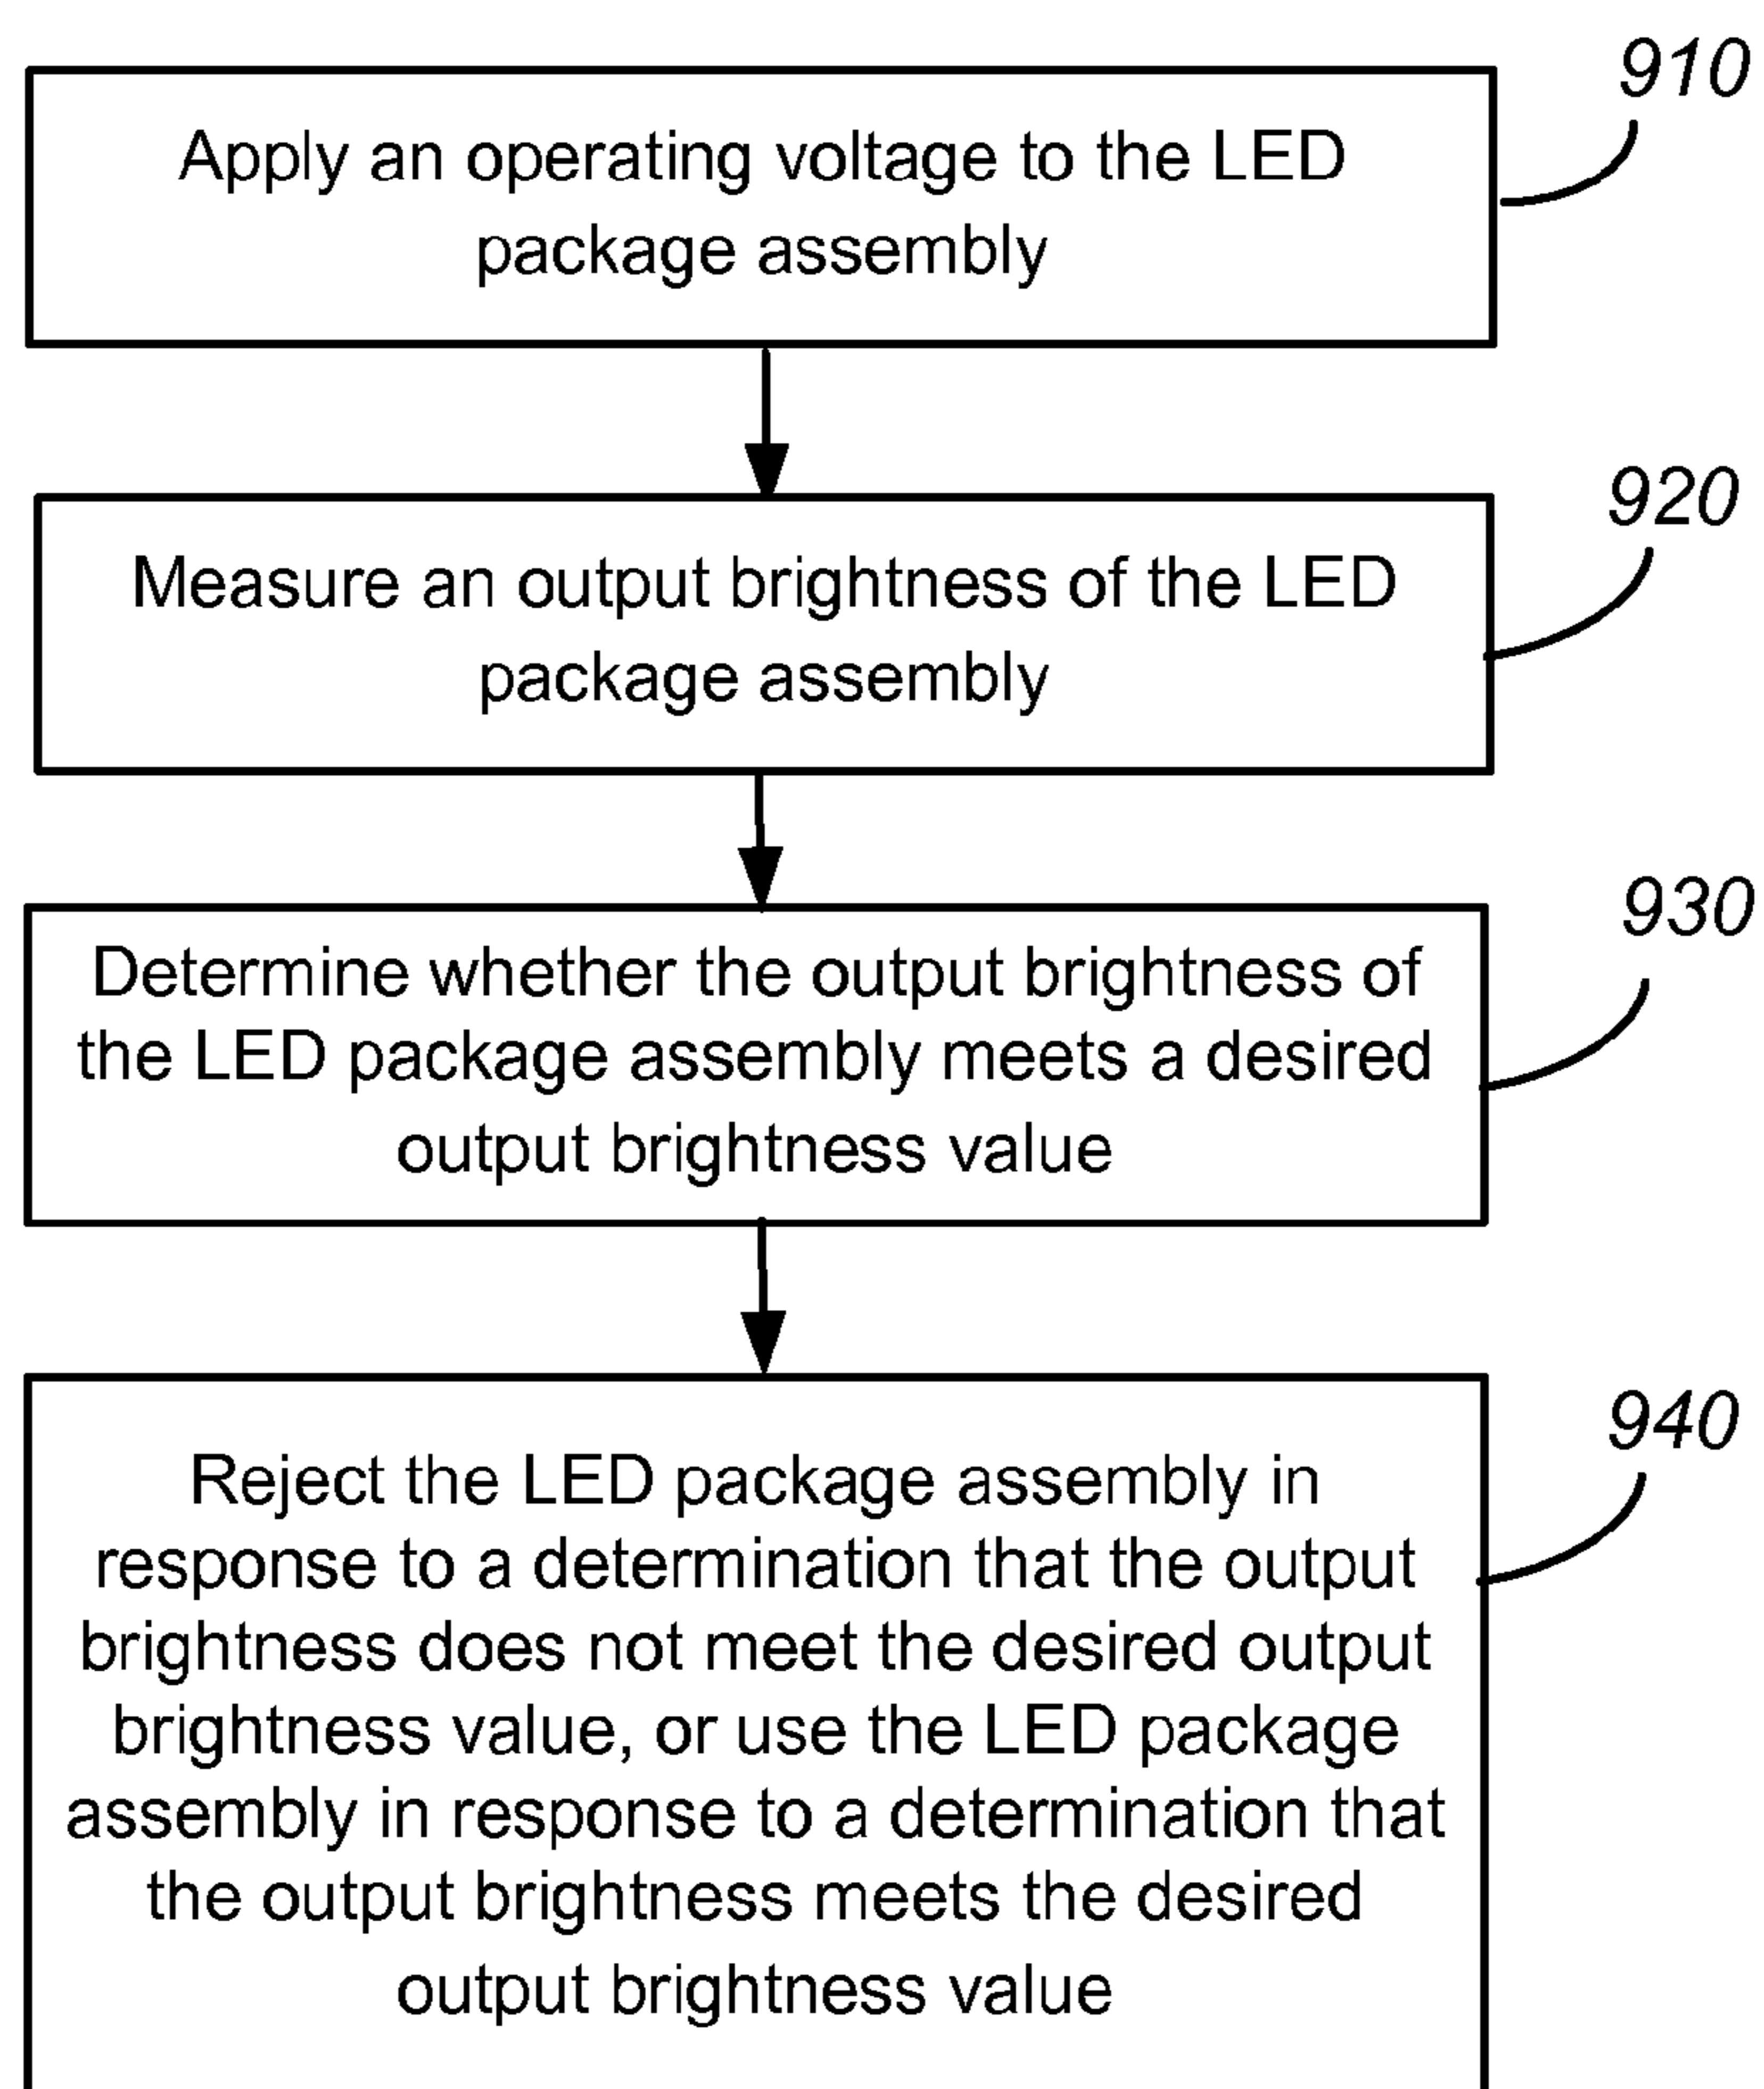 910
Apply an operating voltage to the LED
package assembly
920
Measure an output brightness of the LED
package assembly
930
Determine whether the output brightness of
the LED package assembly meets a desired
output brightness value
940
Reject the LED package assembly in
response to a determination that the output
brightness does not meet the desired output
brightness value, or use the LED package
assembly in response to a determination that
the output brightness meets the desired
output brightness value